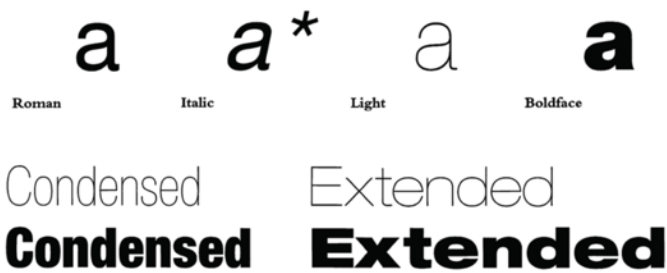 a a* a a
Roman Italic Light Boldface
Condensed Extended
Condensed Extended